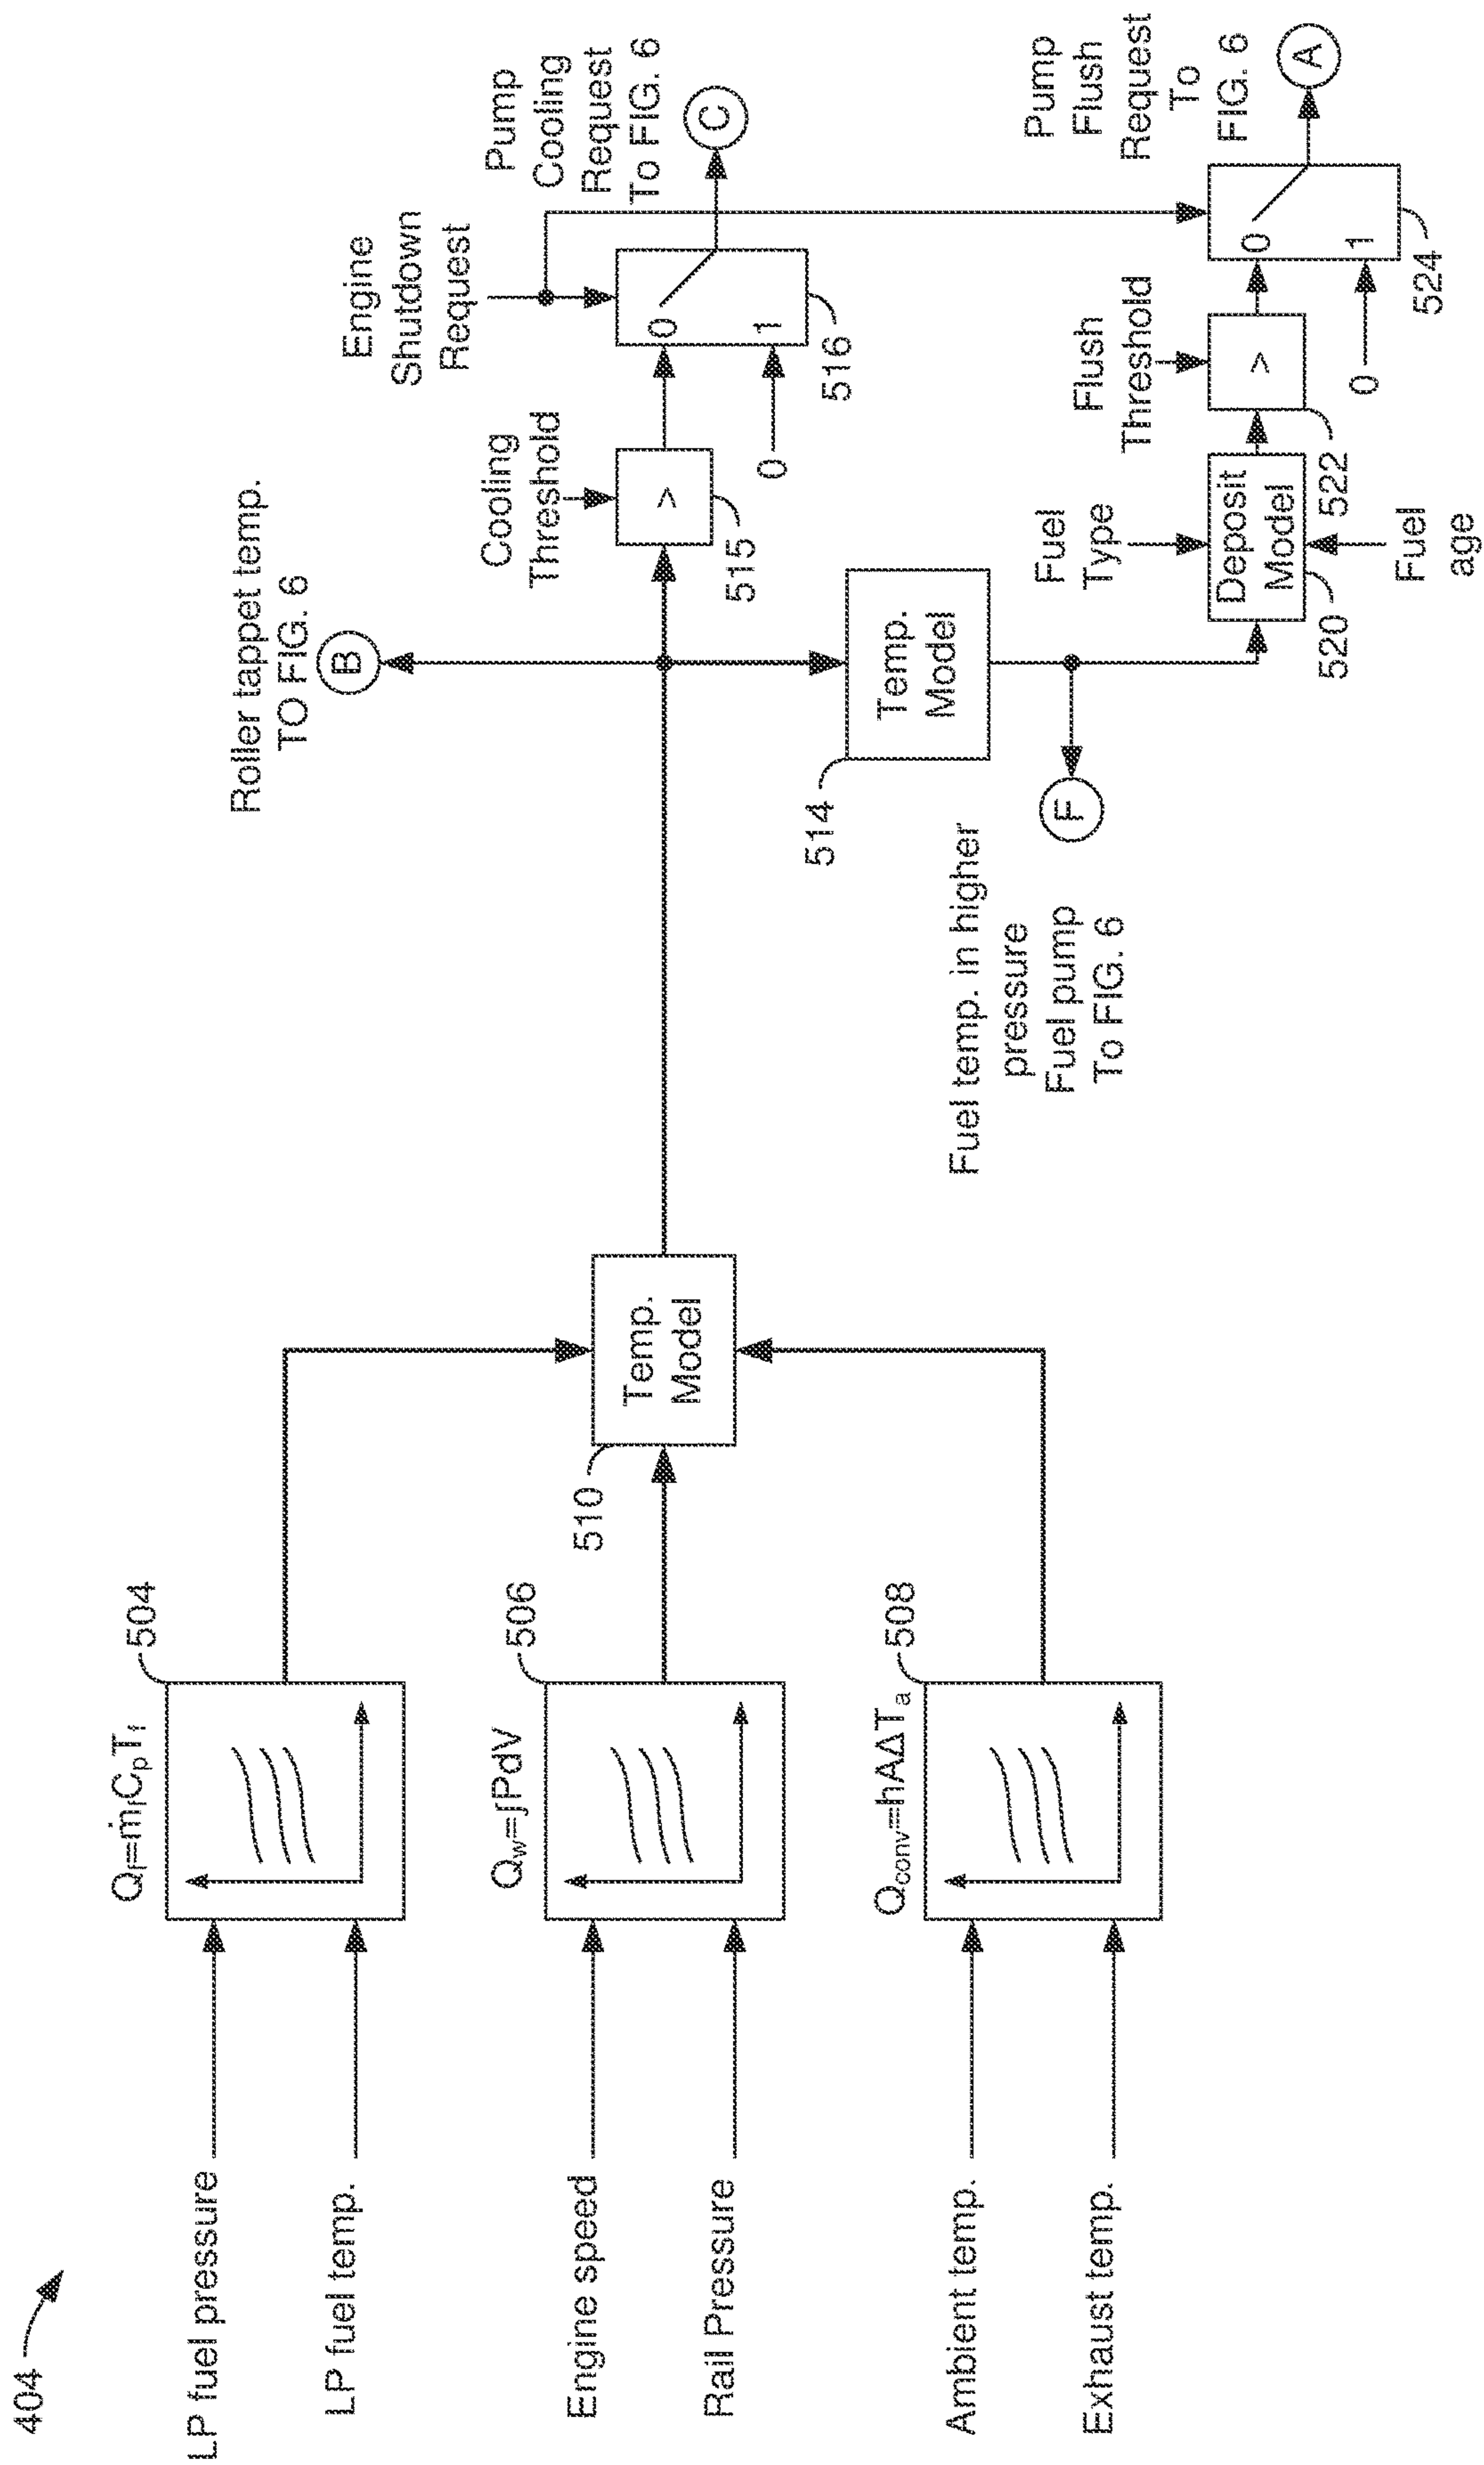 404
LP fuel pressure
LP fuel temp.
Engine speed
Rail Pressure
Ambient temp.
Exhaust temp.
Q_f=ṁ_fC_pT_f
504
Q_w=∫PdV
506
Q_conv=hAΔT_a
508
510
Temp.
Model
Roller tappet temp.
TO FIG. 6
B
514
Temp.
Model
Fuel temp. in higher
pressure
Fuel pump
To FIG. 6
F
Cooling
Threshold
>
515
Engine
Shutdown
Request
0
1
0
516
Pump
Cooling
Request
To FIG. 6
C
Fuel
Type
Deposit
Model
520
Fuel
age
Flush
Threshold
>
522
0
1
0
524
Pump
Flush
Request
To
FIG. 6
A